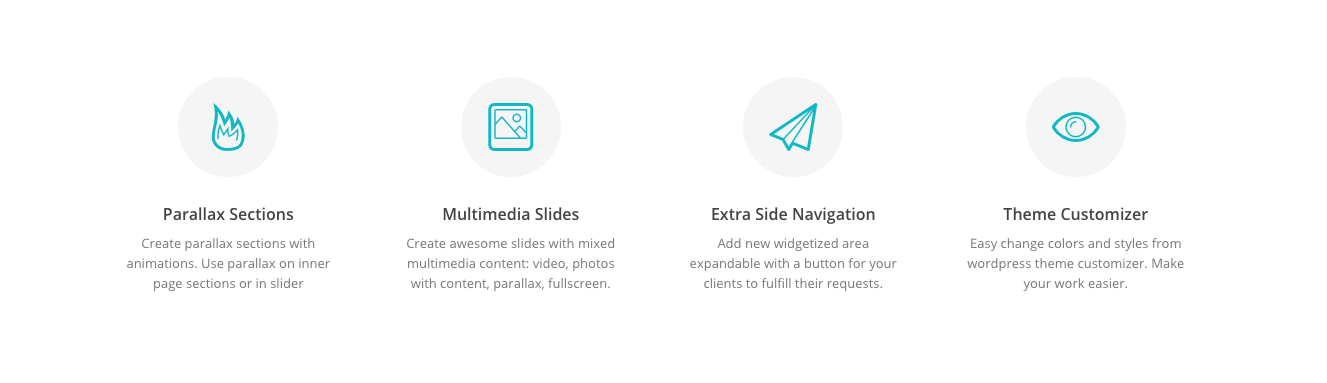 Parallax Sections
Create parallax sections with
animations. Use parallax on inner
page sections or in slider
Multimedia Slides
Create awesome slides with mixed
multimedia content: video, photos
with content, parallax, fullscreen.
Extra Side Navigation
Add new widgetized area
expandable with a button for your
clients to fulfill their requests.
Theme Customizer
Easy change colors and styles from
wordpress theme customizer. Make
your work easier.